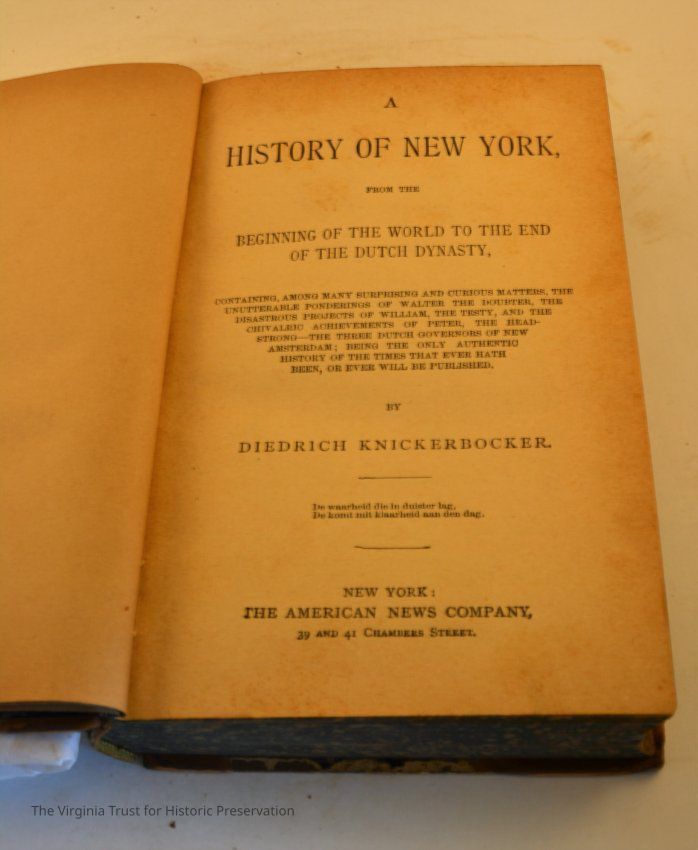 A
HISTORY OF NEW YORK,
FROM THE
BEGINNING OF THE WORLD TO THE END
OF THE DUTCH DYNASTY,
CONTAINING, AMONG MANY SURPRISING AND CURIOUS MATTERS, THE
UNUTTERABLE PONDERINGS OF WALTER THE DOUBTER, THE
DISASTROUS PROJECTS OF WILLIAM, THE TESTY, AND THE
CHIVALRIC ACHIEVEMENTS OF PETER, THE HEAD-
STRONG—THE THREE DUTCH GOVERNORS OF NEW
AMSTERDAM; BEING THE ONLY AUTHENTIC
HISTORY OF THE TIMES THAT EVER HATH
BEEN, OR EVER WILL BE PUBLISHED.
BY
DIEDRICH KNICKERBOCKER.
De waarheid die in duister lag,
De komt mit klaarheid aan den dag.
NEW YORK:
THE AMERICAN NEWS COMPANY,
39 AND 41 CHAMBERS STREET.
The Virginia Trust for Historic Preservation